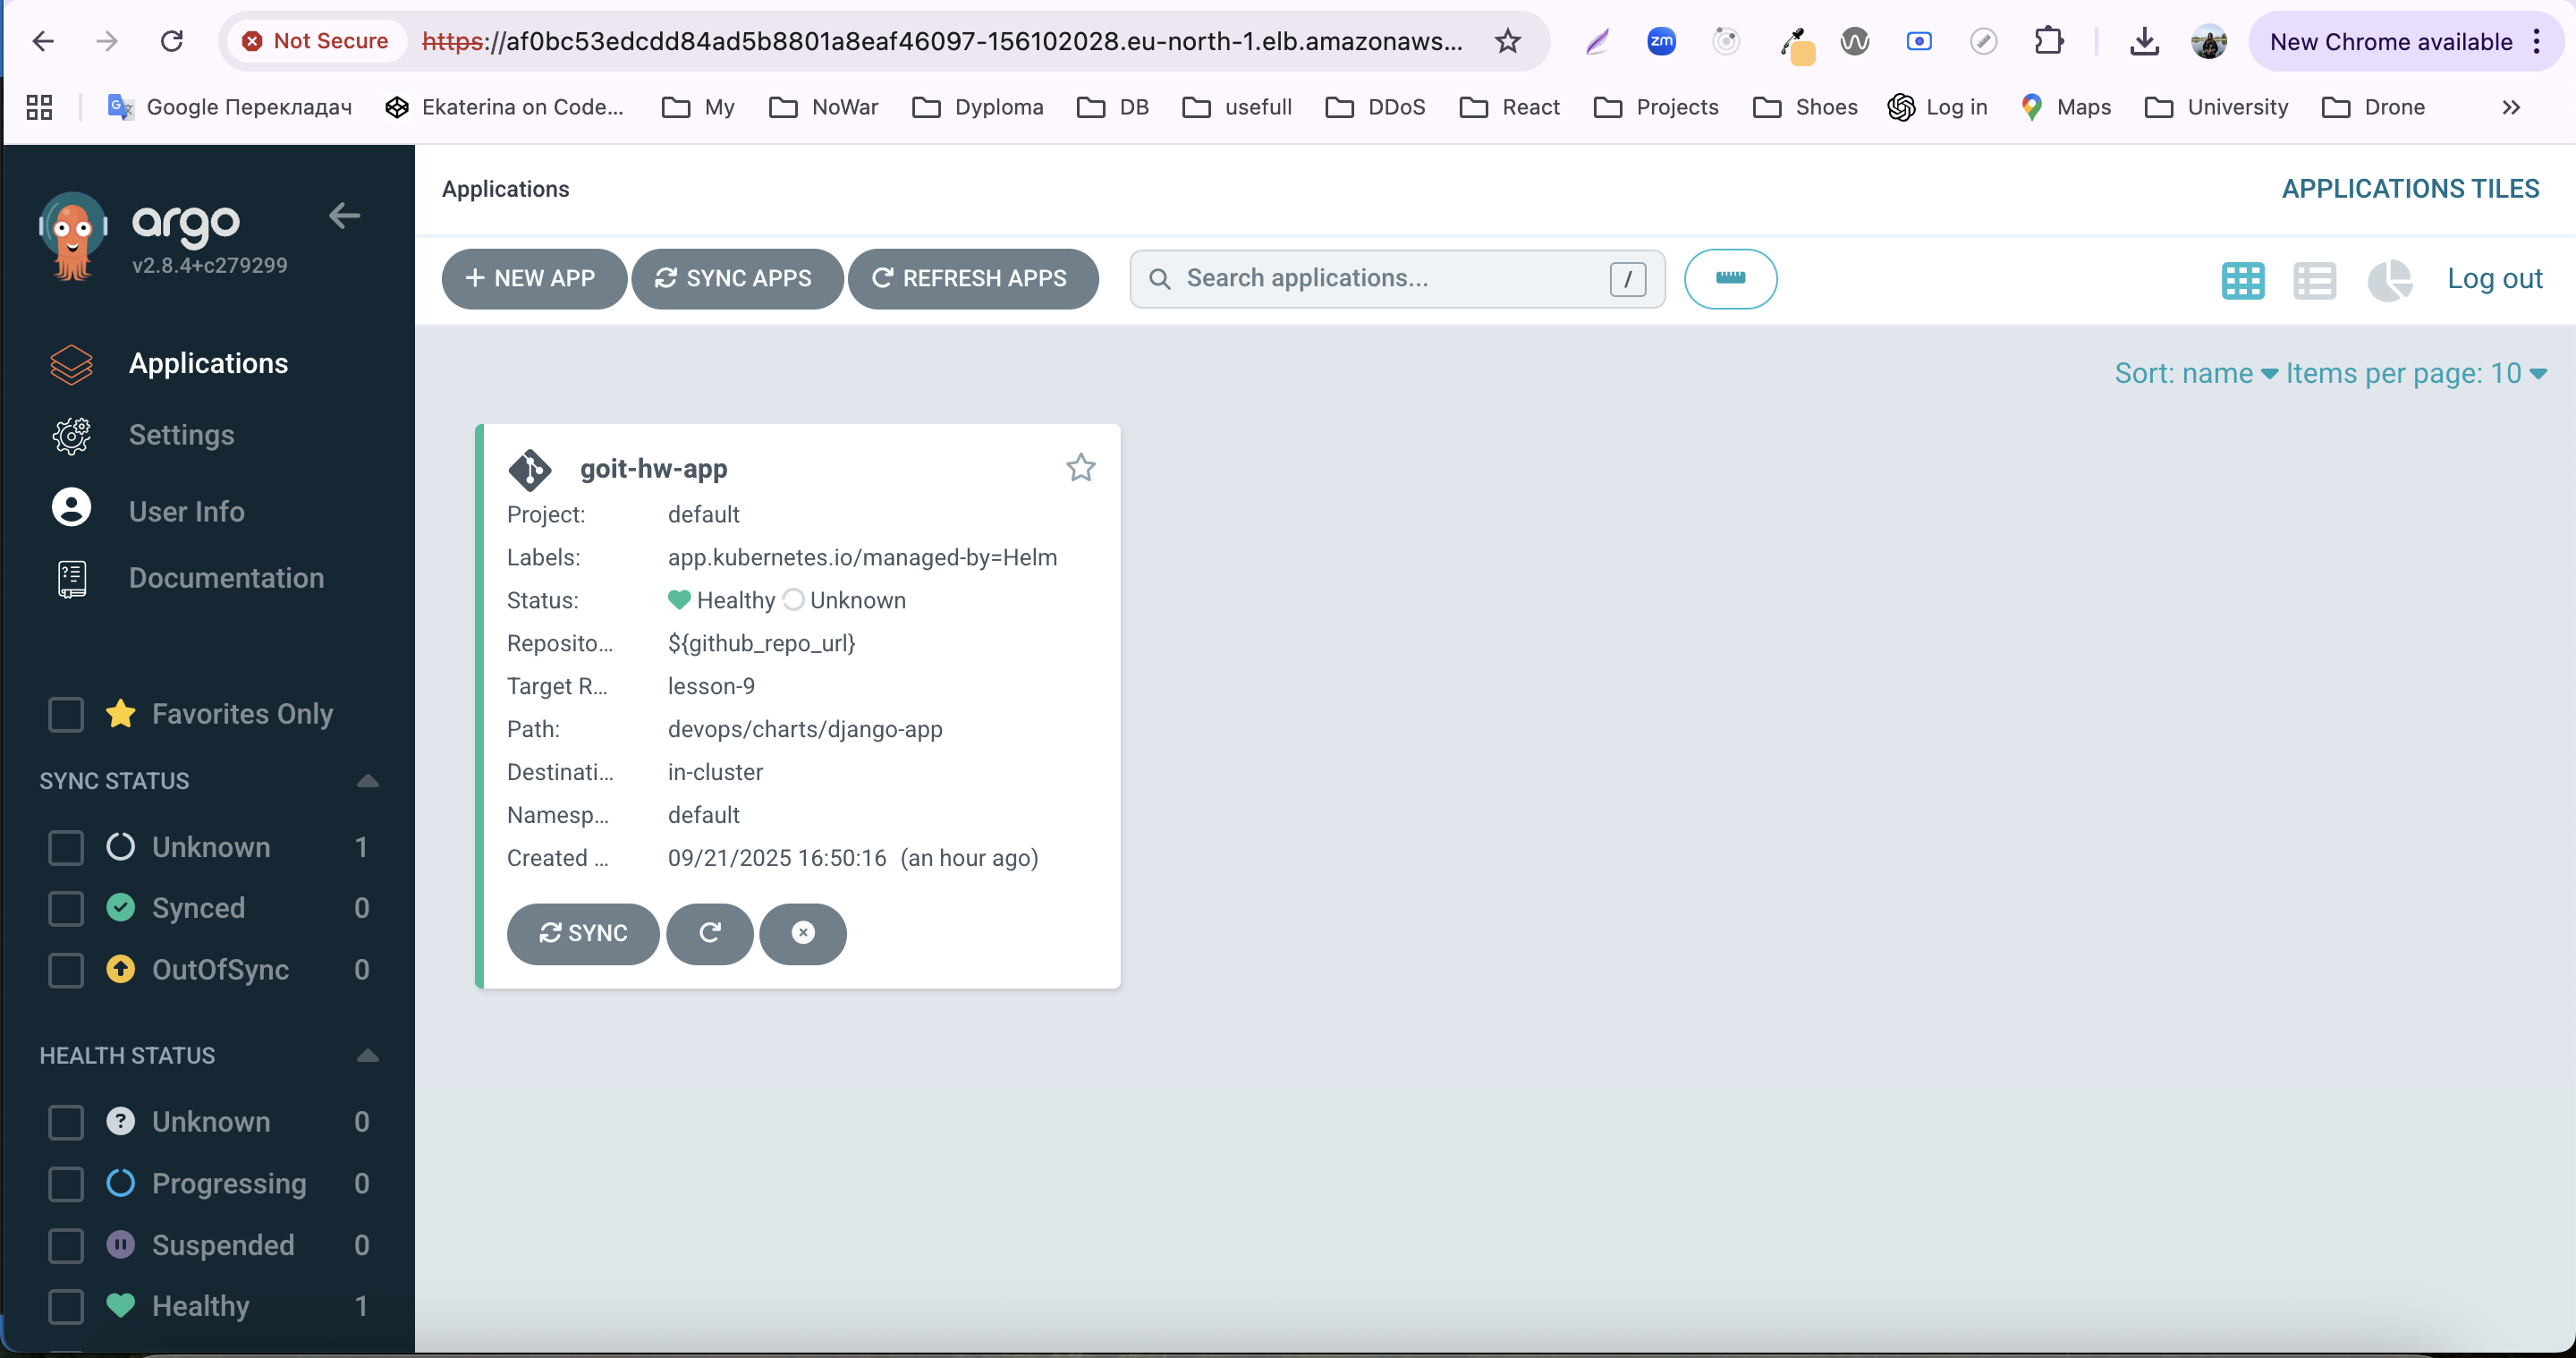 Not Secure https://af0bc53edcdd84ad5b8801a8eaf46097-156102028.eu-north-1.elb.amazonaws... zm New Chrome available
Google Перекладач Ekaterina on Code... My NoWar Dyploma DB usefull DDoS React Projects Shoes Log in Maps University Drone »
argo
v2.8.4+c279299
Applications
Settings
User Info
Documentation
Favorites Only
SYNC STATUS
Unknown 1
Synced 0
OutOfSync 0
HEALTH STATUS
Unknown 0
Progressing 0
Suspended 0
Healthy 1
Applications APPLICATIONS TILES
+ NEW APP SYNC APPS REFRESH APPS Search applications... / Log out
Sort: name Items per page: 10
goit-hw-app
Project: default
Labels: app.kubernetes.io/managed-by=Helm
Status: Healthy Unknown
Reposito... ${github_repo_url}
Target R... lesson-9
Path: devops/charts/django-app
Destinati... in-cluster
Namesp... default
Created ... 09/21/2025 16:50:16 (an hour ago)
SYNC